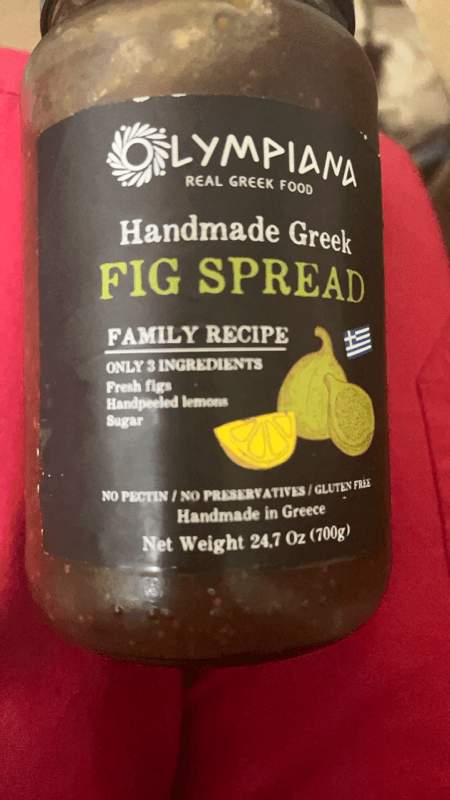 OLYMPIANA
REAL GREEK FOOD
Handmade Greek
FIG SPREAD
FAMILY RECIPE
ONLY 3 INGREDIENTS
Fresh figs
Handpeeled lemons
Sugar
NO PECTIN / NO PRESERVATIVES / GLUTEN FREE
Handmade in Greece
Net Weight 24,7 Oz (700g)